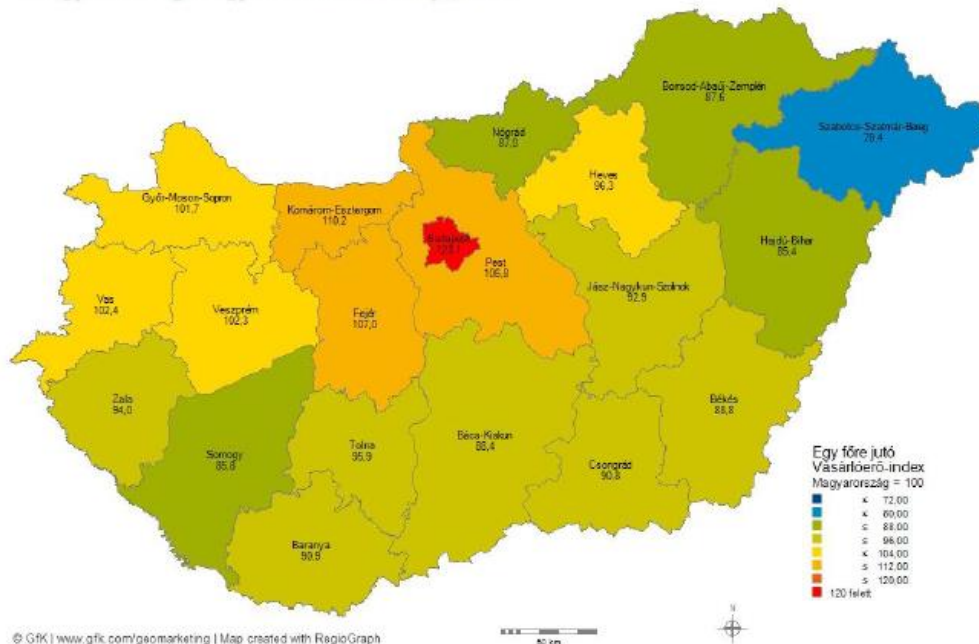 Borsod-Abaúj-Zemplén
87,6
Szabolcs-Szatmár-Bereg
78,4
Nógrád
Heves
96,3
Győr-Moson-Sopron
101,7
Komárom-Esztergom
110,2
Budapest
Pest
106,8
Hajdú-Bihar
85,4
Jász-Nagykun-Szolnok
92,9
Vas
102,4
Veszprém
102,3
Fejér
107,0
Zala
94,0
Somogy
85,8
Tolna
95,9
Bács-Kiskun
88,4
Békés
88,8
Csongrád
90,8
Baranya
90,9
Egy főre jutó
Vásárlóerő-index
Magyarország = 100
≤ 72,00
≤ 80,00
≤ 88,00
≤ 96,00
≤ 104,00
≤ 112,00
≤ 120,00
120 felett
N
50 km
© GfK | www.gfk.com/geomarketing | Map created with RegioGraph